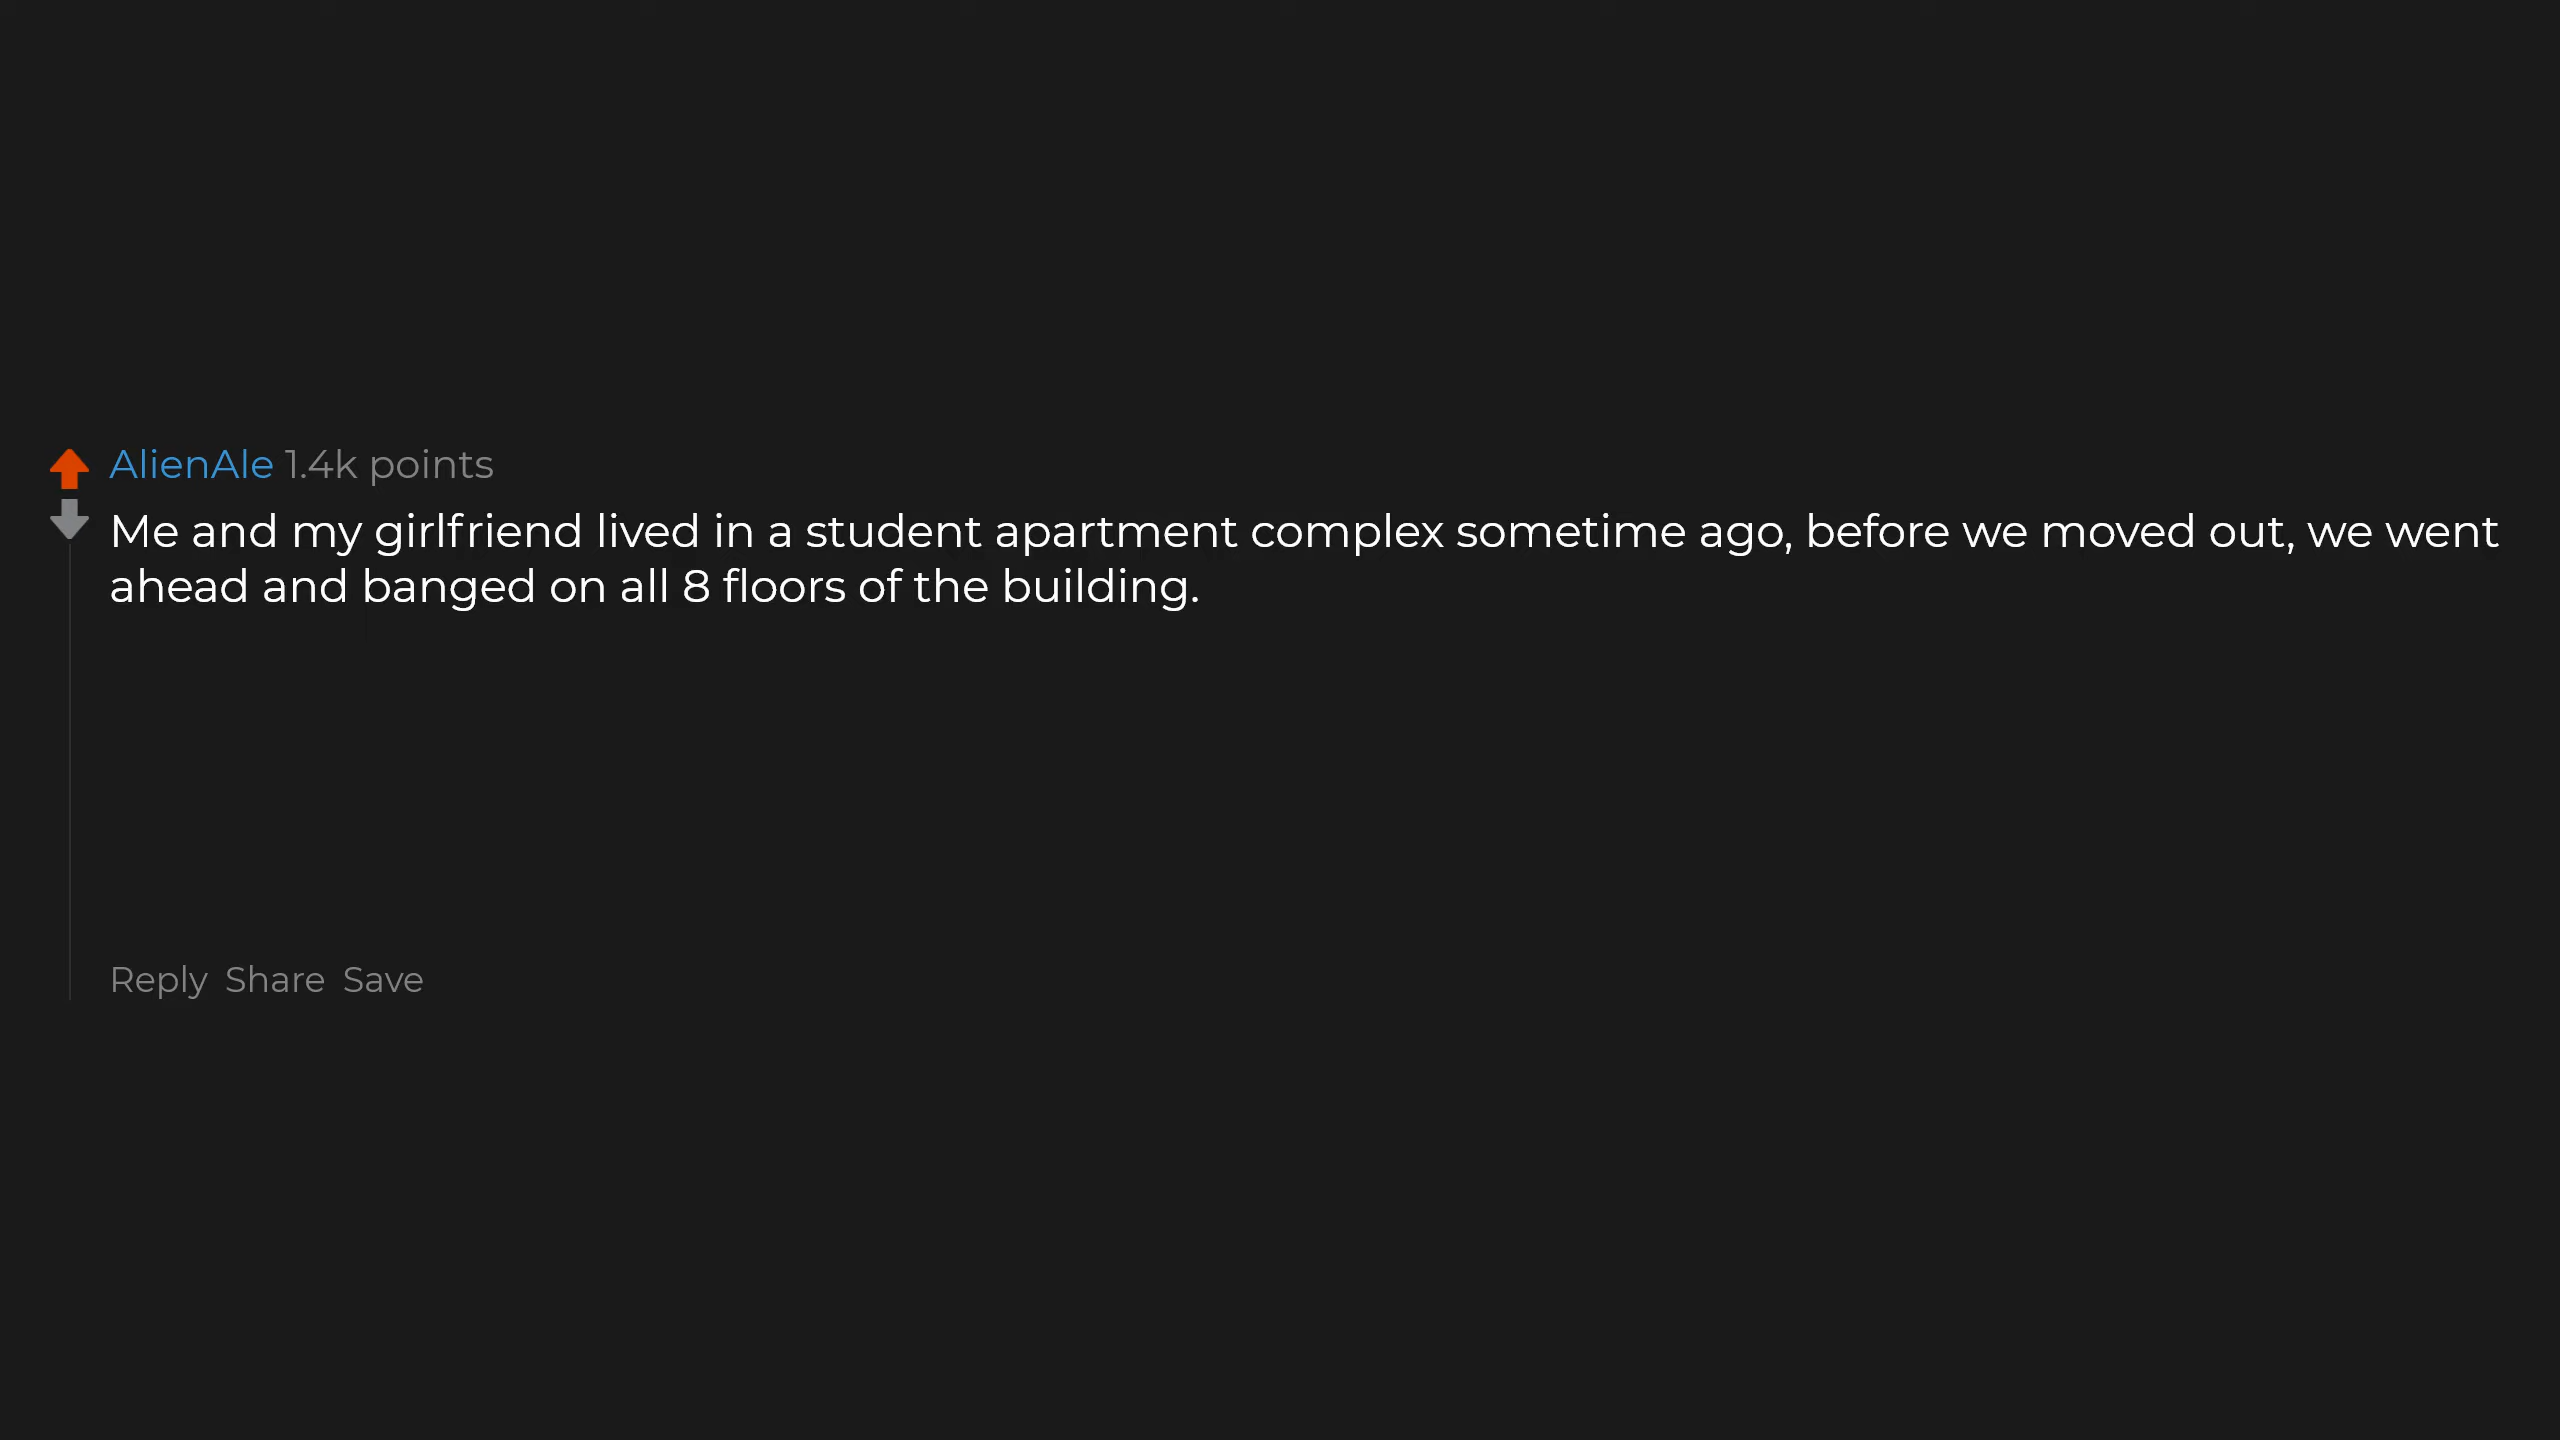 AlienAle 1.4k points
Me and my girlfriend lived in a student apartment complex sometime ago, before we moved out, we went
ahead and banged on all 8 floors of the building.
Reply Share Save